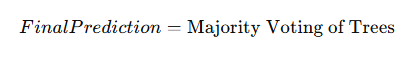 FinalPrediction = Majority Voting of Trees